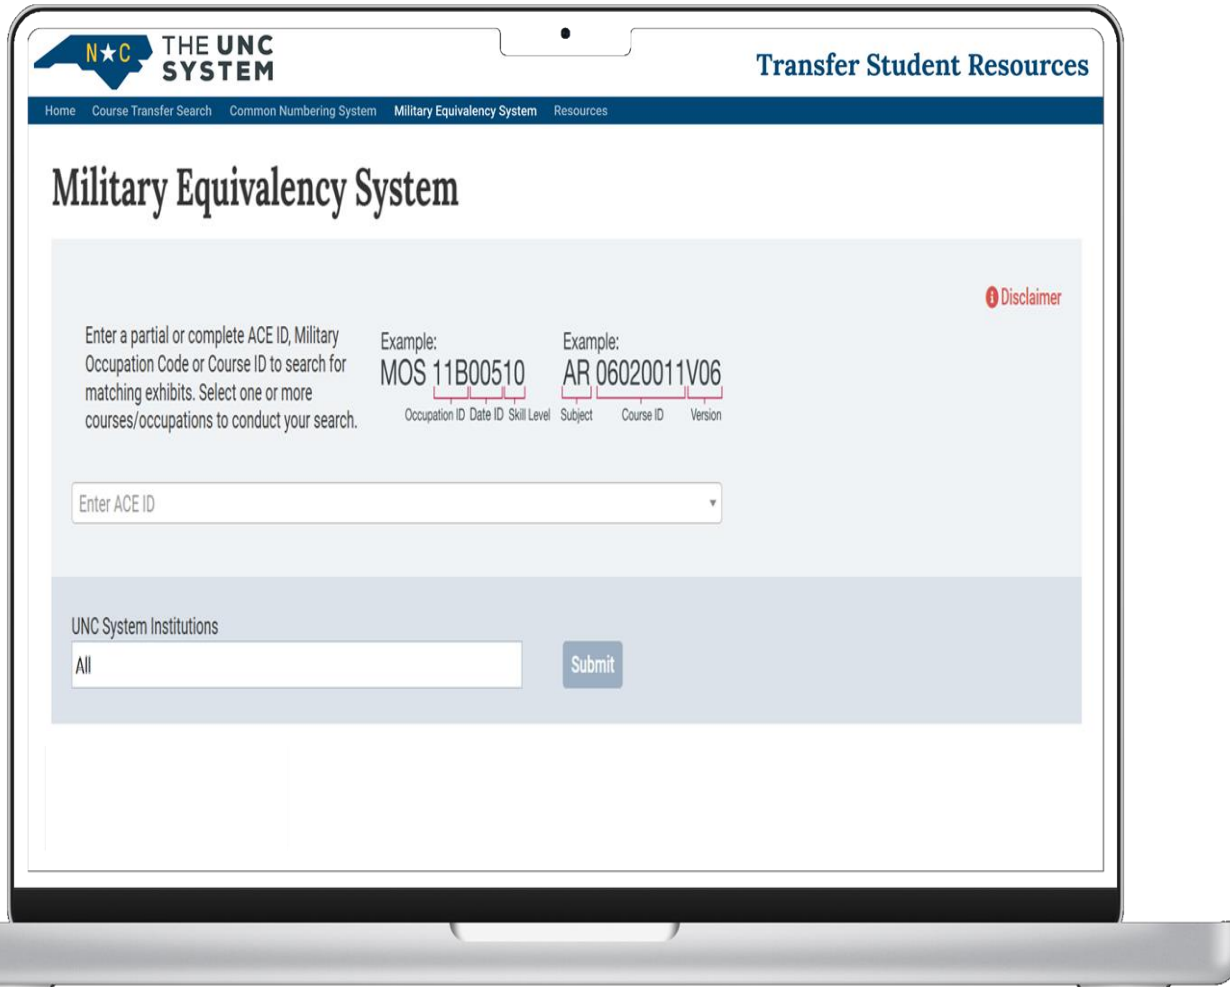 N★C THE UNC
SYSTEM
Transfer Student Resources
Home Course Transfer Search Common Numbering System Military Equivalency System Resources
Military Equivalency System
Disclaimer
Enter a partial or complete ACE ID, Military
Occupation Code or Course ID to search for
matching exhibits. Select one or more
courses/occupations to conduct your search.
Example:
MOS 11B00510
Occupation ID Date ID Skill Level
Example:
AR 06020011V06
Subject Course ID Version
Enter ACE ID
UNC System Institutions
All
Submit